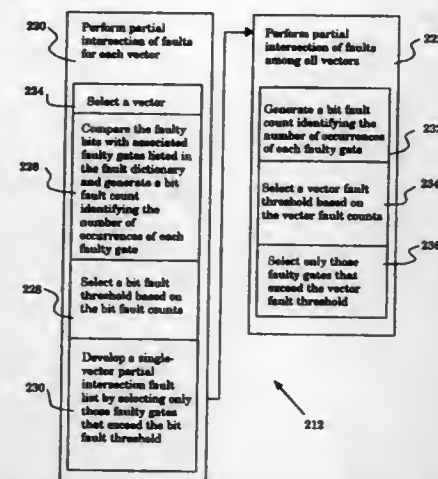 220
Perform partial
intersection of faults
for each vector
224
Select a vector
Compare the faulty
bits with associated
faulty gates listed in
the fault dictionary
and generate a bit
fault count
identifying the
number of
occurrences of each
faulty gate
228
Select a bit fault
threshold based on
the bit fault counts
228
Develop a single-
vector partial
intersection fault
list by selecting only
those faulty gates
that exceed the bit
fault threshold
230
Perform partial
intersection of faults
among all vectors
222
Generate a bit fault
count identifying the
number of occurrences
of each faulty gate
232
Select a vector fault
threshold based on
the vector fault counts
234
Select only those
faulty gates that
exceed the vector
fault threshold
236
212